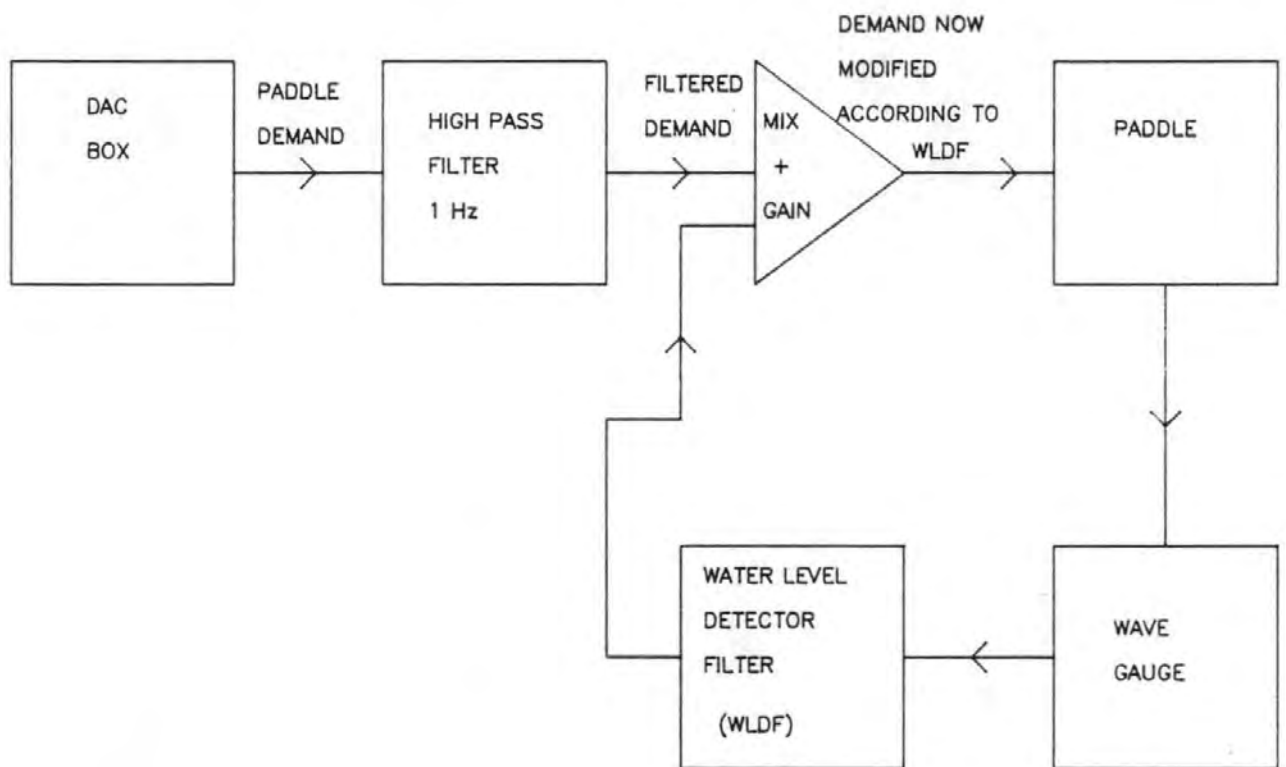 DAC
BOX
PADDLE
DEMAND
HIGH PASS
FILTER
1 Hz
FILTERED
DEMAND
MIX
+
GAIN
DEMAND NOW
MODIFIED
ACCORDING TO
WLDF
PADDLE
WATER LEVEL
DETECTOR
FILTER
(WLDF)
WAVE
GAUGE